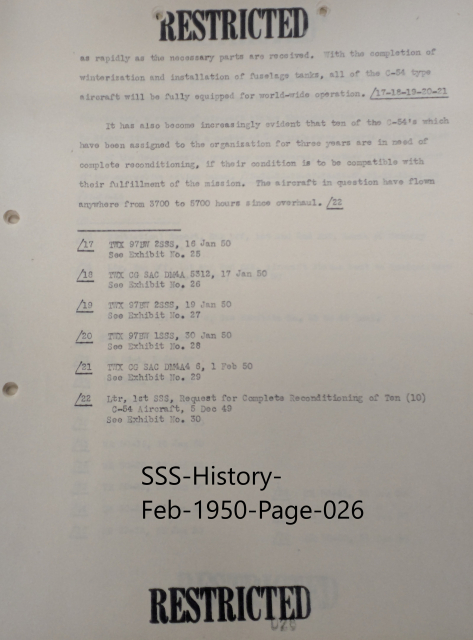 RESTRICTED
as rapidly as the necessary parts are received. With the completion of
winterization and installation of fuselage tanks, all of the C-54 type
aircraft will be fully equipped for world-wide operation. /17-18-19-20-21
It has also become increasingly evident that ten of the C-54's which
have been assigned to the organization for three years are in need of
complete reconditioning, if their condition is to be compatible with
their fulfillment of the mission. The aircraft in question have flown
anywhere from to 5700 hours since overhaul. /22
/17 TWX 97BW 2SSS, 16 Jan 50
See Exhibit No. 25
/18 TWX CG SAC DM4A 5312, 17 Jan 50
See Exhibit No. 26
/19 TWX 97BW 2SSS, 19 Jan 50
See Exhibit No. 27
/20 TWX 97BW 1SSS, 30 Jan 50
See Exhibit No. 28
/21 TWX CG SAC DM4A4 6, 1 Feb 50
See Exhibit No. 29
/22 Ltr, 1st SSS, Request for Complete Reconditioning of Ten (10)
C-54 Aircraft, 5 Dec 49
See Exhibit No. 30
SSS-History-
Feb-1950-Page-026
RESTRICTED
026